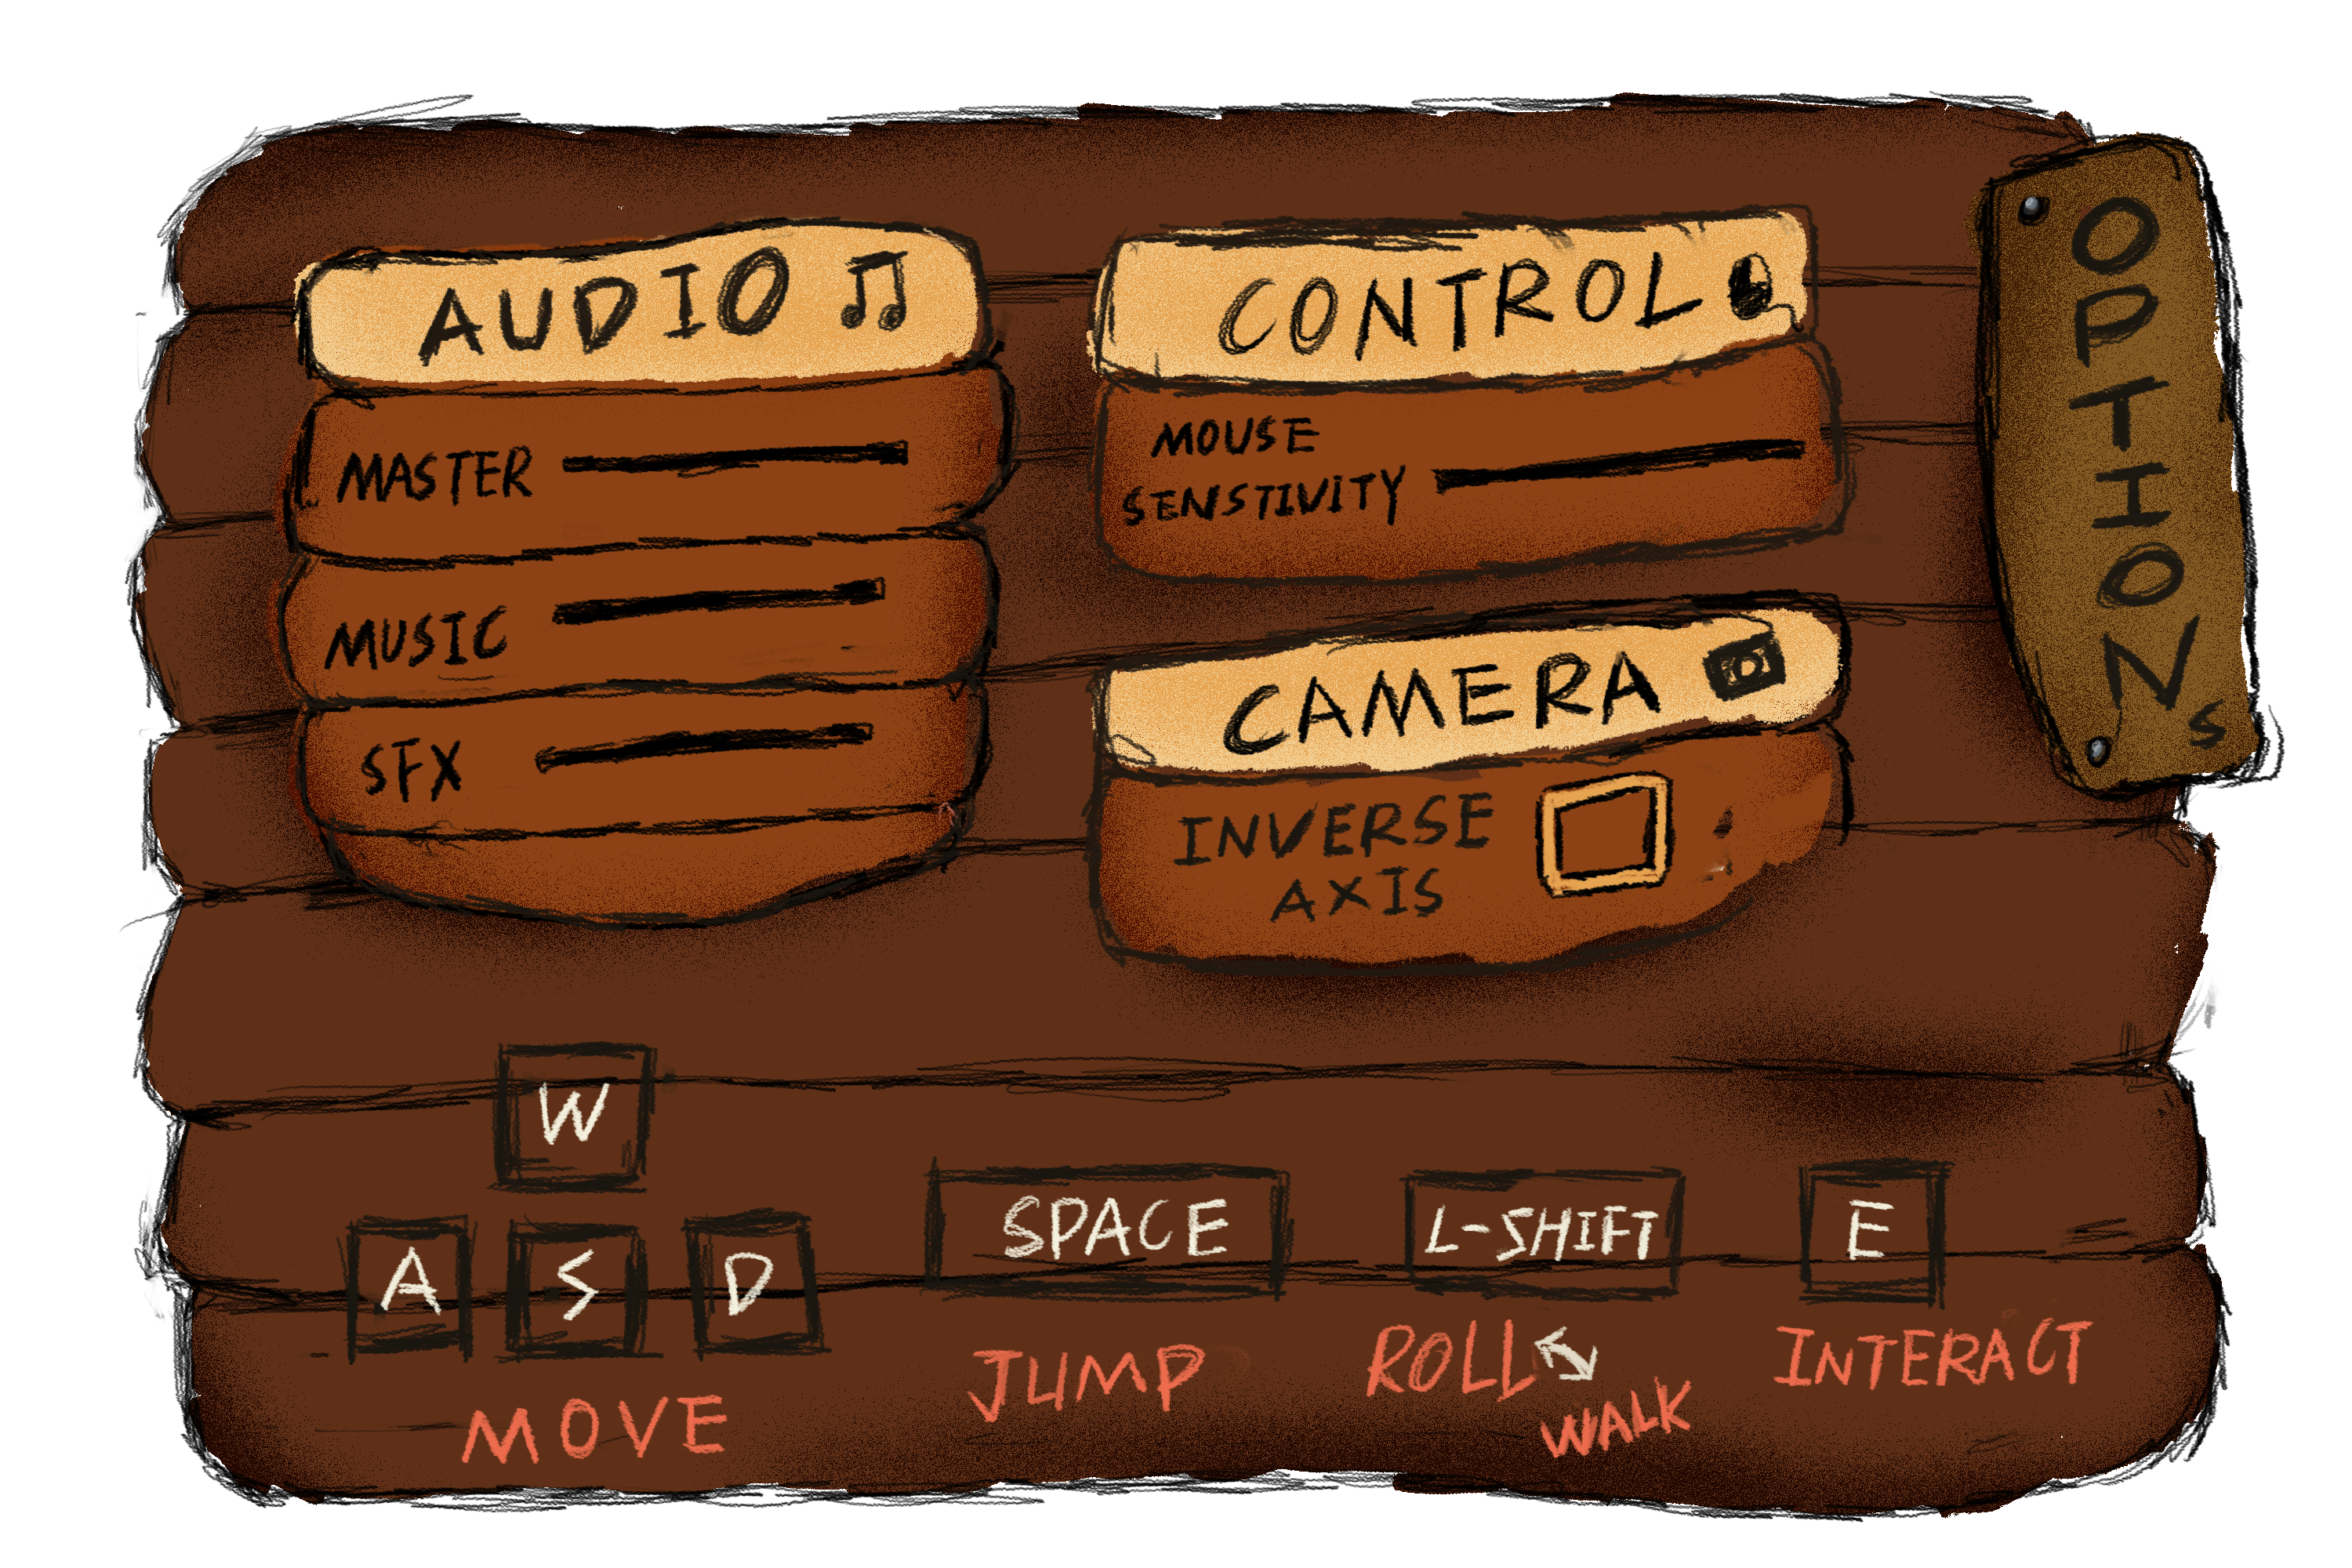 OPTIONS
AUDIO
MASTER
MUSIC
SFX
CONTROL
MOUSE
SENSTIVITY
CAMERA
INVERSE
AXIS
W
A S D
MOVE
SPACE
JUMP
L-SHIFT
ROLL
WALK
E
INTERACT